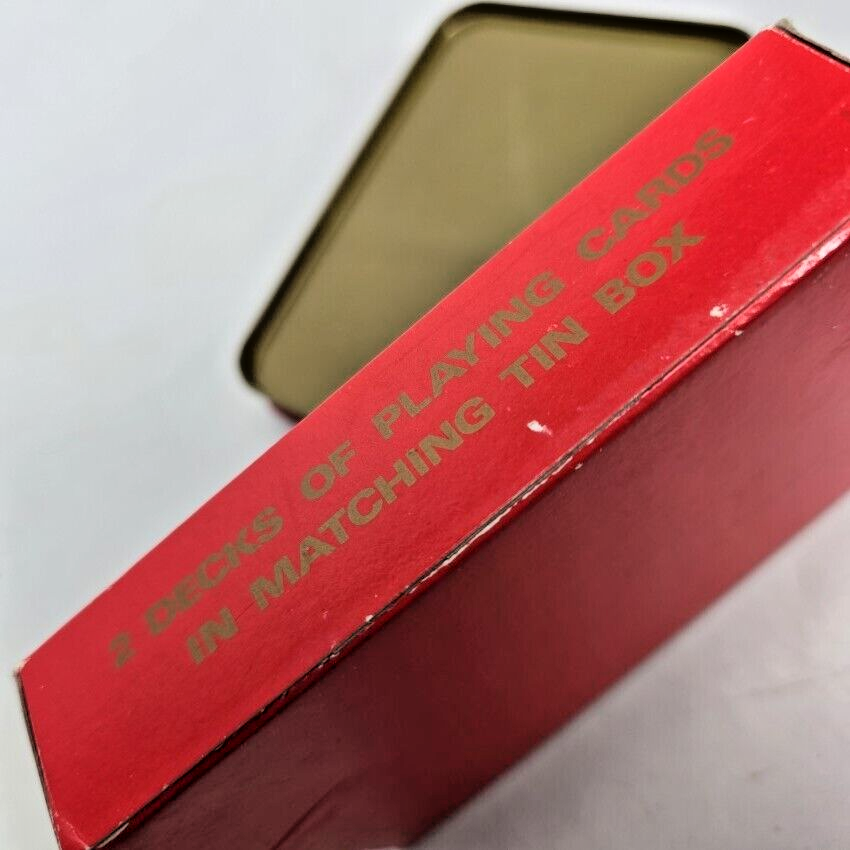 2 DECKS OF PLAYING CARDS
IN MATCHING TIN BOX